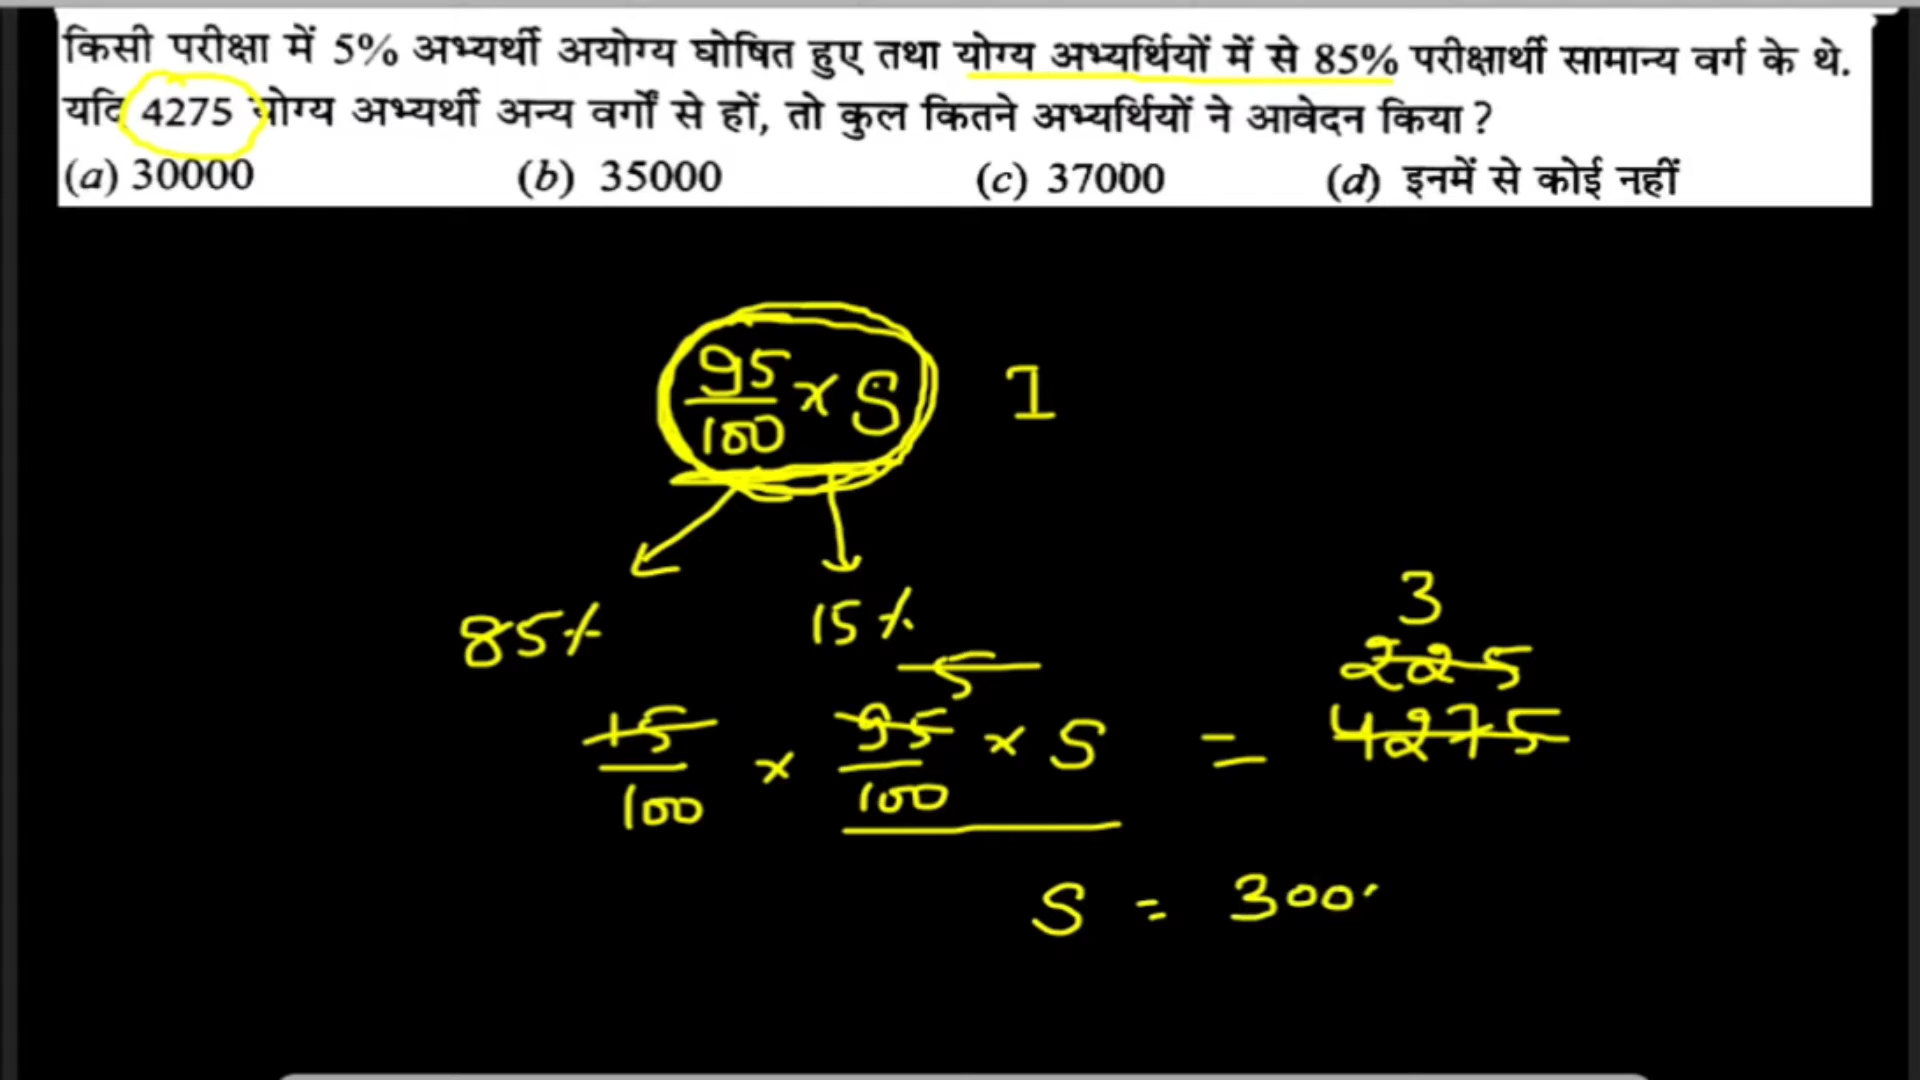 किसी परीक्षा में 5% अभ्यर्थी अयोग्य घोषित हुए तथा योग्य अभ्यर्थियों में से 85% परीक्षार्थी सामान्य वर्ग के थे.
यदि 4275 योग्य अभ्यर्थी अन्य वर्गों से हों, तो कुल कितने अभ्यर्थियों ने आवेदन किया ?
(a) 30000 (b) 35000 (c) 37000 (d) इनमें से कोई नहीं
95/100 × S 1
85% 15%
3
5 225
15/100 × 95/100 × S = 4275
S = 300